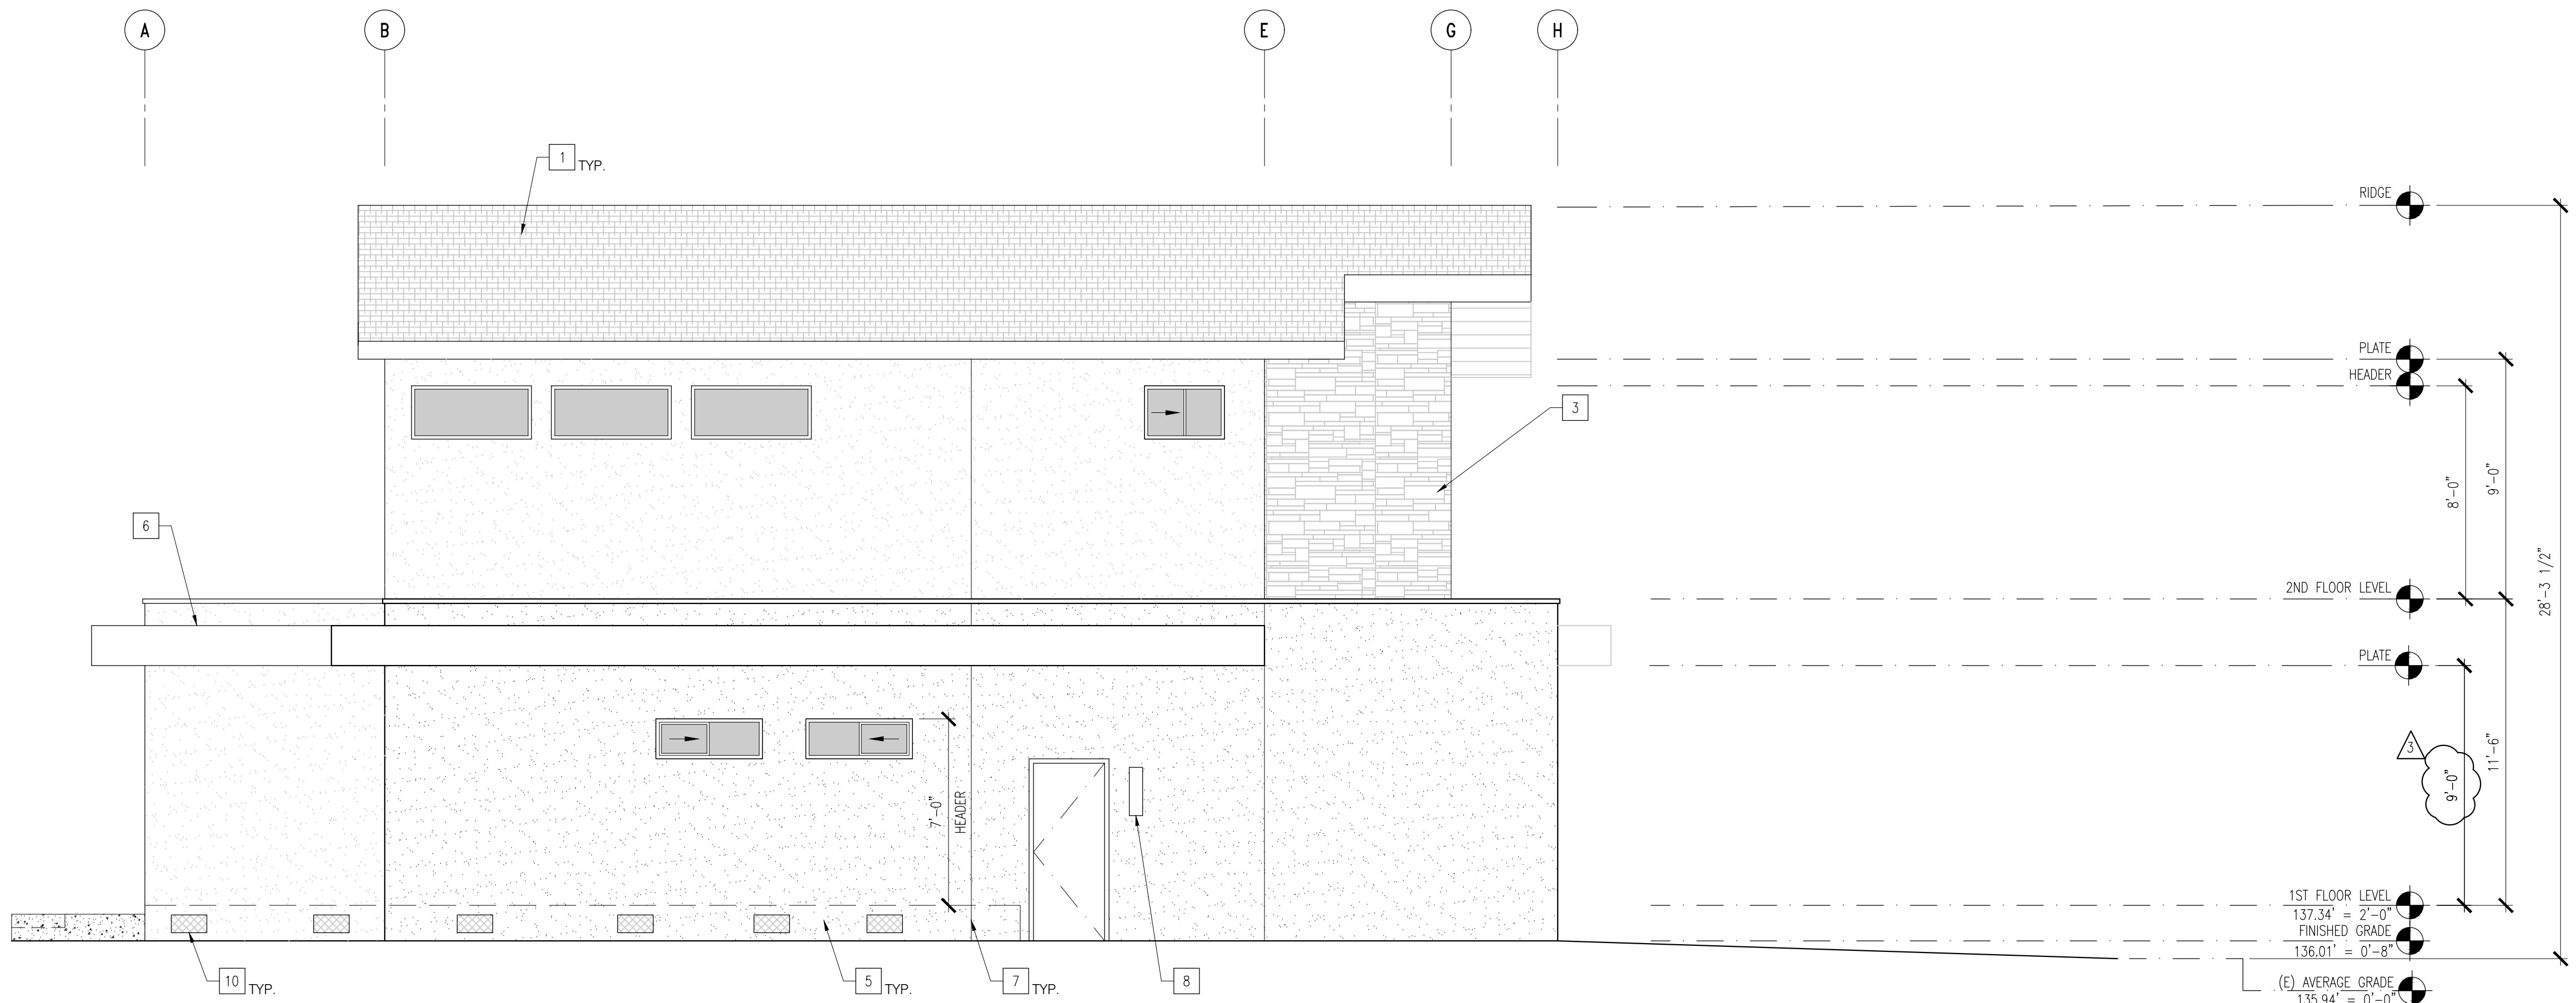 A B E G H
1 TYP.
RIDGE
PLATE
HEADER
3
8'-0"
9'-0"
6
28'-3 1/2"
2ND FLOOR LEVEL
PLATE
3
9'-0"
11'-6"
7'-0"
HEADER
1ST FLOOR LEVEL
137.34' = 2'-0"
FINISHED GRADE
136.01' = 0'-8"
10 TYP.
5 TYP.
7 TYP.
8
(E) AVERAGE GRADE
135.94' = 0'-0"